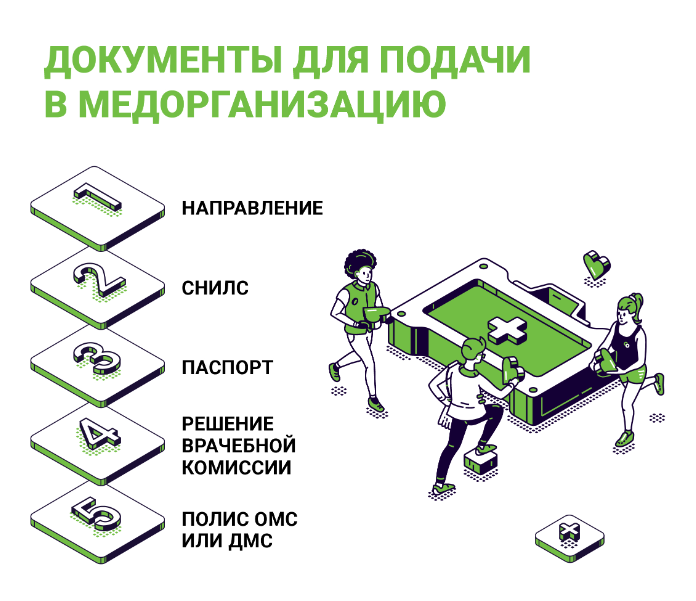 ДОКУМЕНТЫ ДЛЯ ПОДАЧИ
В МЕДОРГАНИЗАЦИЮ
1
НАПРАВЛЕНИЕ
2
СНИЛС
3
ПАСПОРТ
4
РЕШЕНИЕ
ВРАЧЕБНОЙ
КОМИССИИ
5
ПОЛИС ОМС
ИЛИ ДМС